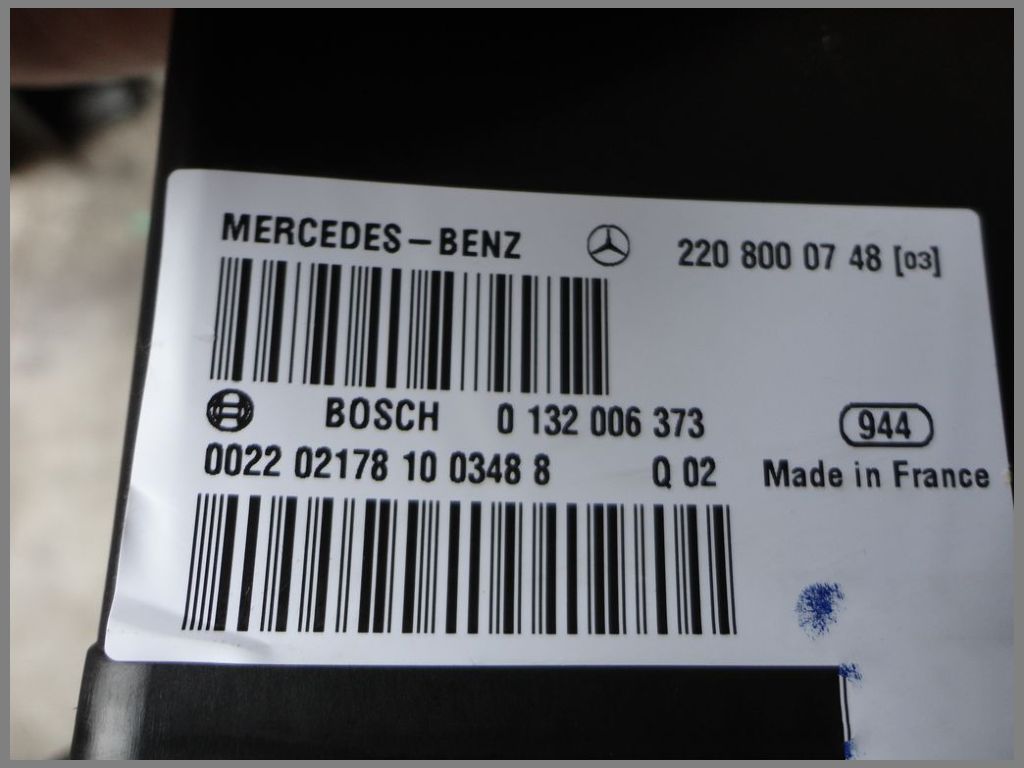 MERCEDES-BENZ 220 800 07 48 [03]
BOSCH 0 132 006 373 944
0022 02178 10 0348 8 Q 02 Made in France